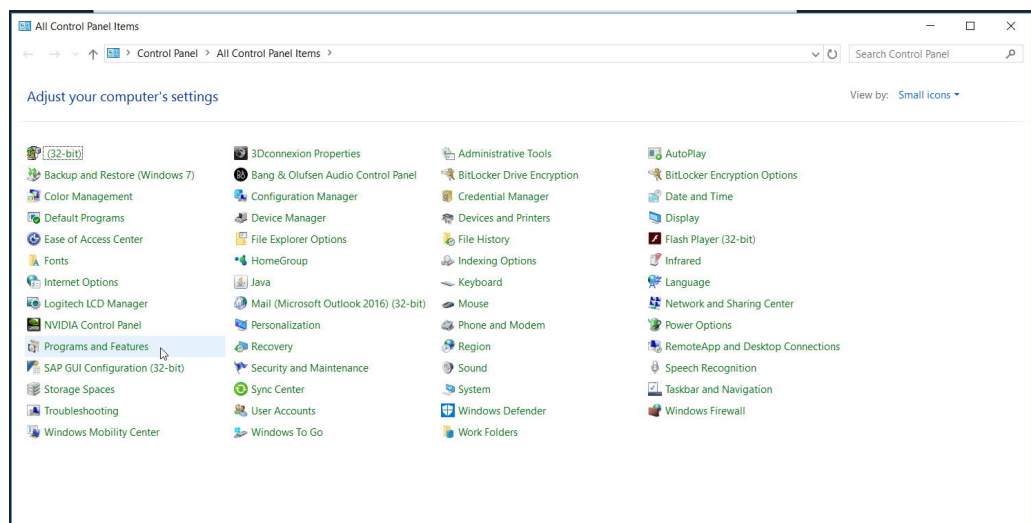 All Control Panel Items
Control Panel > All Control Panel Items >
Search Control Panel
Adjust your computer's settings
View by: Small icons
(32-bit) 3Dconnexion Properties Administrative Tools AutoPlay
Backup and Restore (Windows 7) Bang & Olufsen Audio Control Panel BitLocker Drive Encryption BitLocker Encryption Options
Color Management Configuration Manager Credential Manager Date and Time
Default Programs Device Manager Devices and Printers Display
Ease of Access Center File Explorer Options File History Flash Player (32-bit)
Fonts HomeGroup Indexing Options Infrared
Internet Options Java Keyboard Language
Logitech LCD Manager Mail (Microsoft Outlook 2016) (32-bit) Mouse Network and Sharing Center
NVIDIA Control Panel Personalization Phone and Modem Power Options
Programs and Features Recovery Region RemoteApp and Desktop Connections
SAP GUI Configuration (32-bit) Security and Maintenance Sound Speech Recognition
Storage Spaces Sync Center System Taskbar and Navigation
Troubleshooting User Accounts Windows Defender Windows Firewall
Windows Mobility Center Windows To Go Work Folders